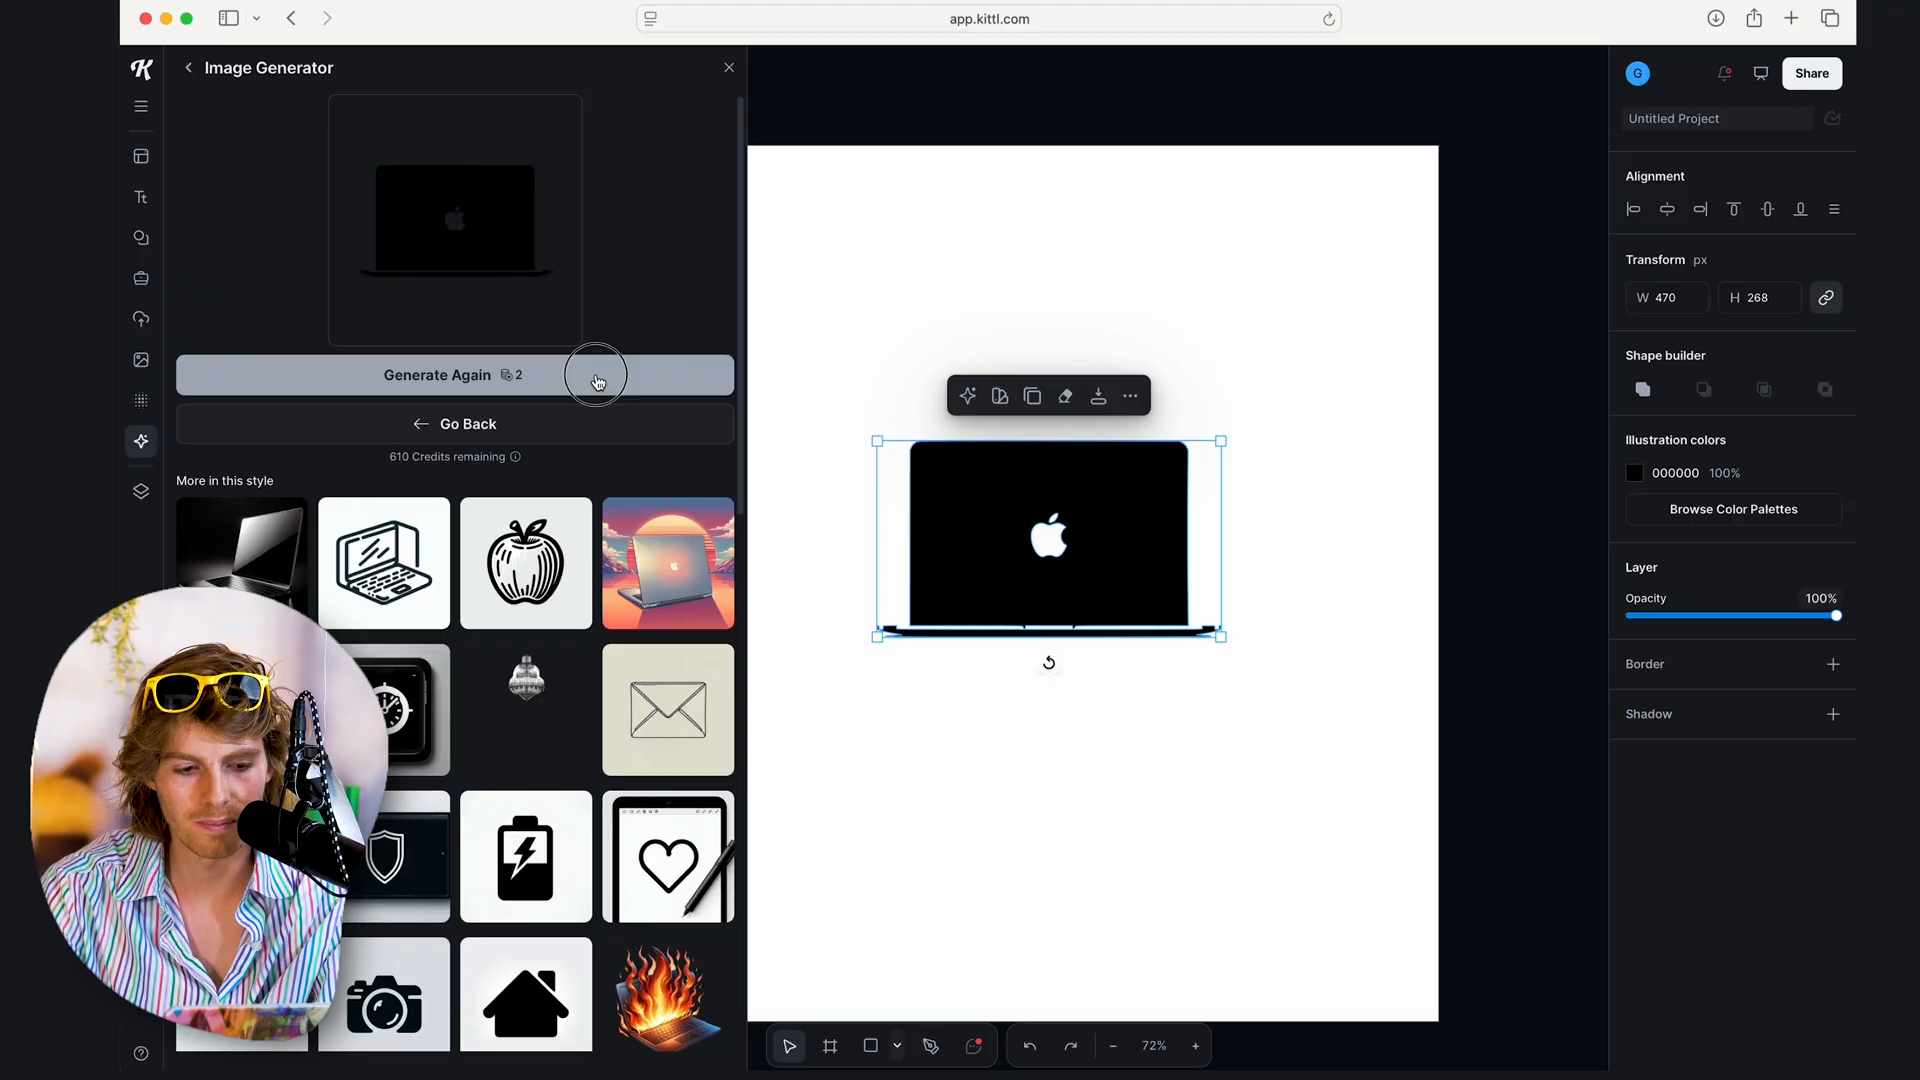 app.kittl.com
K
Image Generator
Generate Again 2
Go Back
610 Credits remaining
More in this style
G
Share
Untitled Project
Alignment
Transform px
W 470 H 268
Shape builder
Illustration colors
000000 100%
Browse Color Palettes
Layer
Opacity 100%
Border
Shadow
Tt
72%